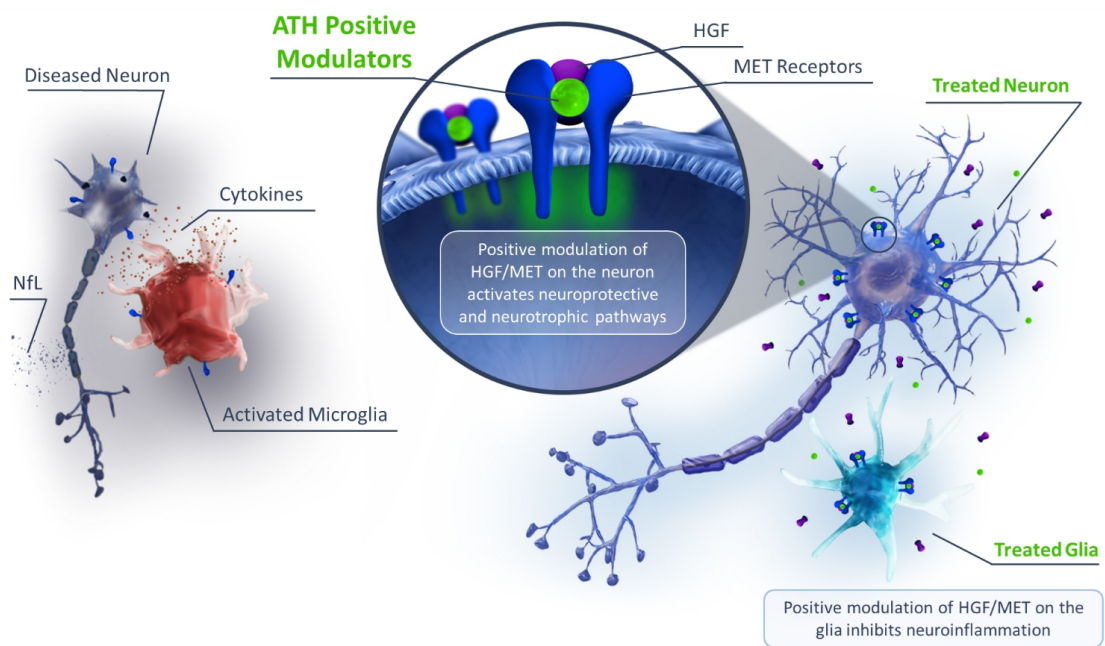 ATH Positive
Modulators
HGF
MET Receptors
Diseased Neuron
Treated Neuron
Cytokines
NfL
Positive modulation of
HGF/MET on the neuron
activates neuroprotective
and neurotrophic pathways
Activated Microglia
Treated Glia
Positive modulation of HGF/MET on the
glia inhibits neuroinflammation